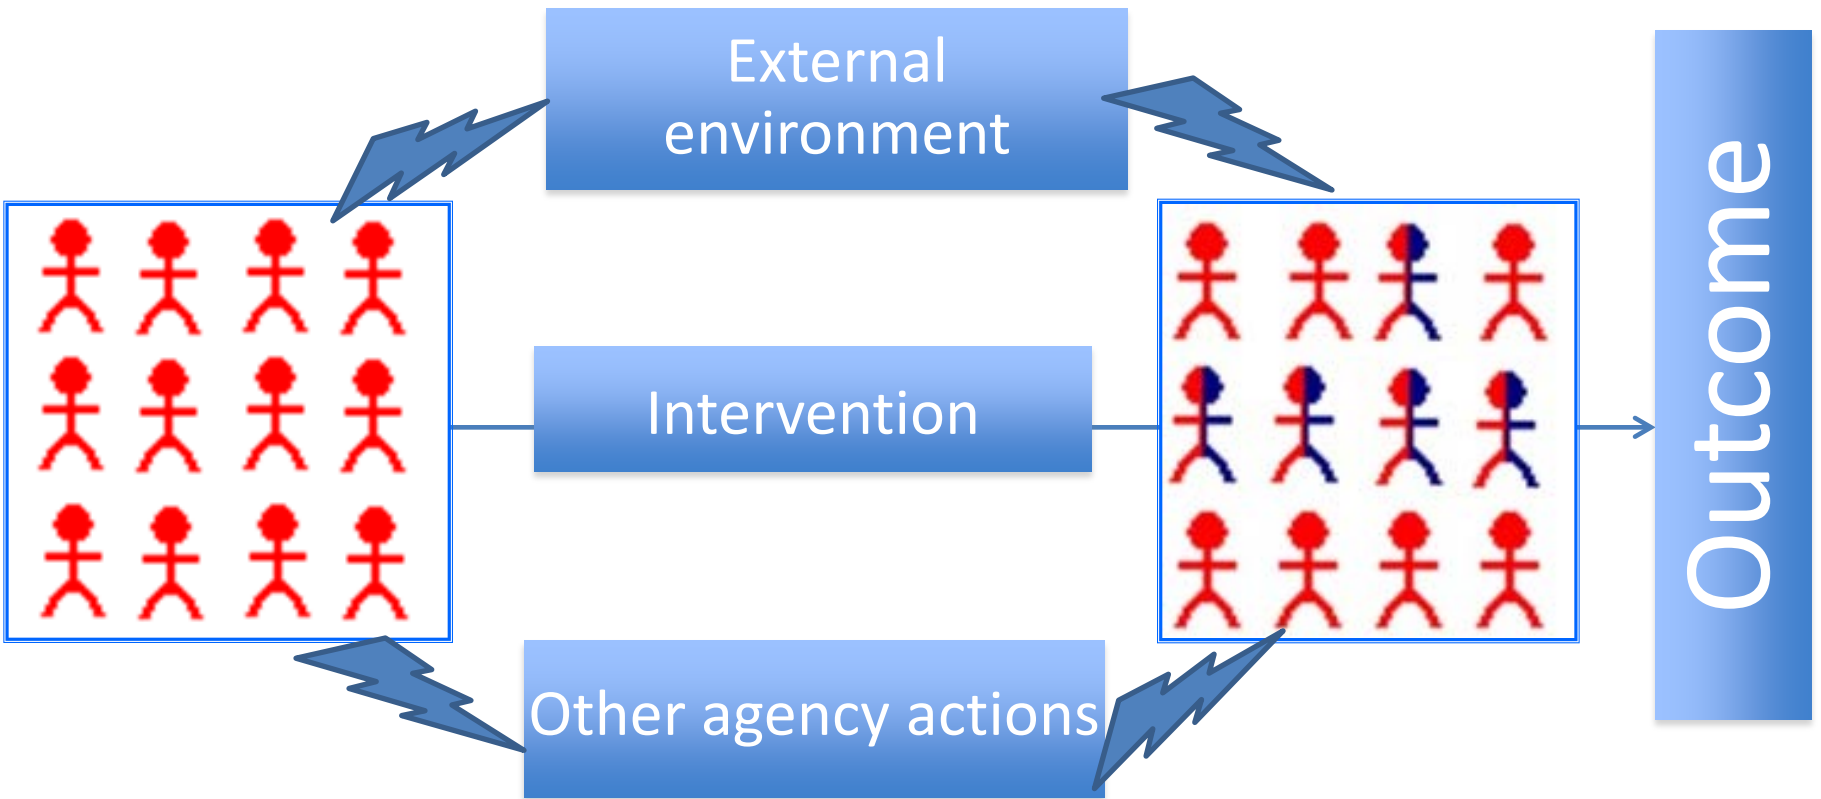 External
environment
Intervention
Other agency actions
Outcome